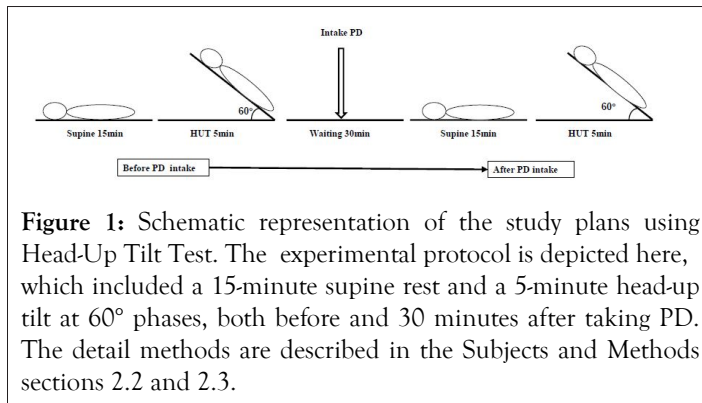 Intake PD
60°
60°
Supine 15min HUT 5min Waiting 30min Supine 15min HUT 5min
Before PD intake After PD intake
Figure 1: Schematic representation of the study plans using
Head-Up Tilt Test. The experimental protocol is depicted here,
which included a 15-minute supine rest and a 5-minute head-up
tilt at 60° phases, both before and 30 minutes after taking PD.
The detail methods are described in the Subjects and Methods
sections 2.2 and 2.3.